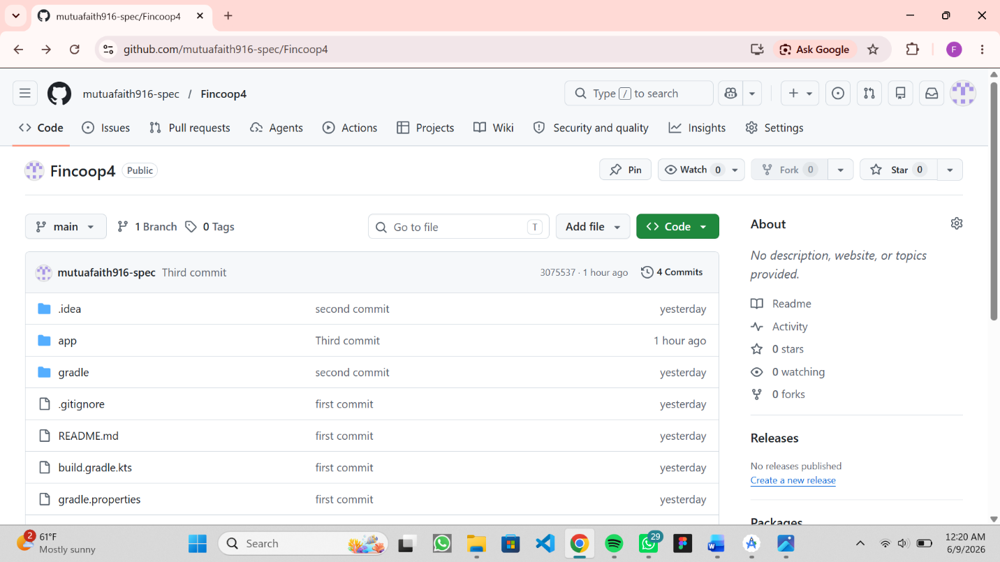 mutuafaith916-spec/Fincoop4
github.com/mutuafaith916-spec/Fincoop4
Ask Google
F
mutuafaith916-spec / Fincoop4
Type / to search
Code
Issues
Pull requests
Agents
Actions
Projects
Wiki
Security and quality
Insights
Settings
Fincoop4 Public
Pin
Watch 0
Fork 0
Star 0
main
1 Branch
0 Tags
Go to file T
Add file
Code
mutuafaith916-spec Third commit 3075537 · 1 hour ago 4 Commits
.idea second commit yesterday
app Third commit 1 hour ago
gradle second commit yesterday
.gitignore first commit yesterday
README.md first commit yesterday
build.gradle.kts first commit yesterday
gradle.properties first commit yesterday
About
No description, website, or topics
provided.
Readme
Activity
0 stars
0 watching
0 forks
Releases
No releases published
Create a new release
Packages
2
61°F
Mostly sunny
Search
29
W
12:20 AM
6/9/2026